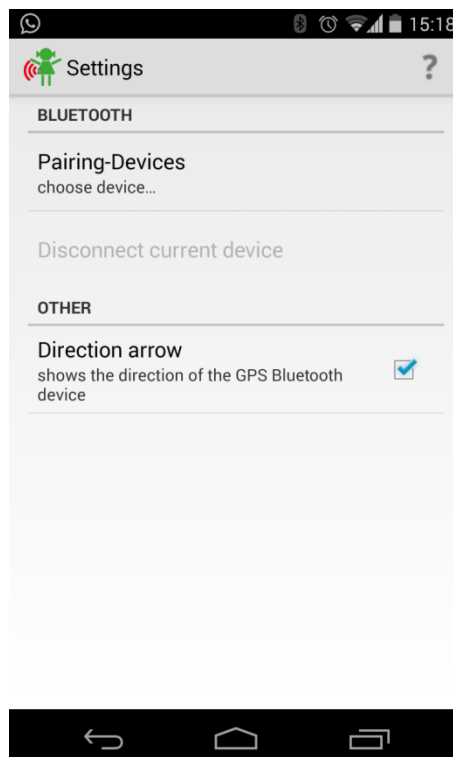 15:18
Settings
?
BLUETOOTH
Pairing-Devices
choose device...
Disconnect current device
OTHER
Direction arrow
shows the direction of the GPS Bluetooth
device